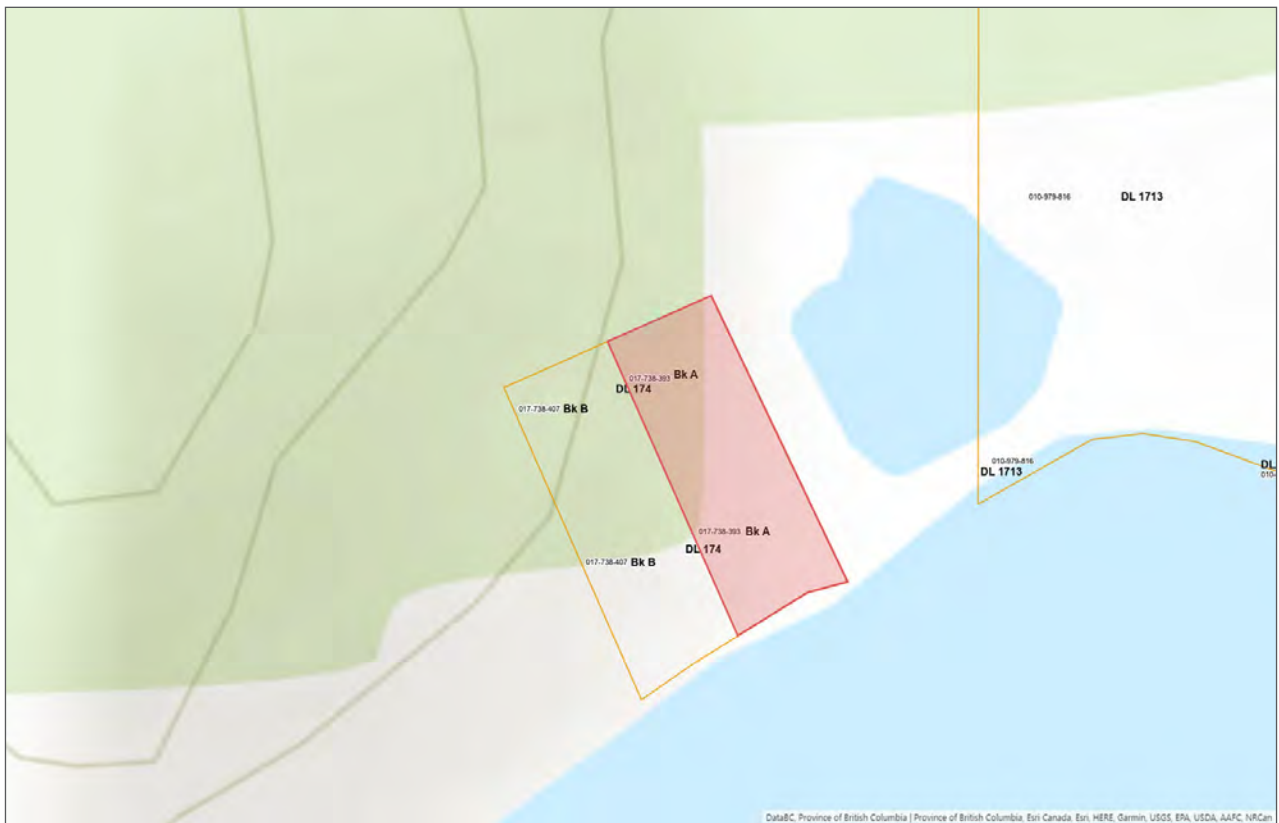 010-979-816 DL 1713
017-738-393 Bk A
DL 174
017-738-407 Bk B
010-979-816
DL 1713
DL
010-
017-738-393 Bk A
DL 174
017-738-407 Bk B
DataBC, Province of British Columbia | Province of British Columbia, Esri Canada, Esri, HERE, Garmin, USGS, EPA, USDA, AAFC, NRCan